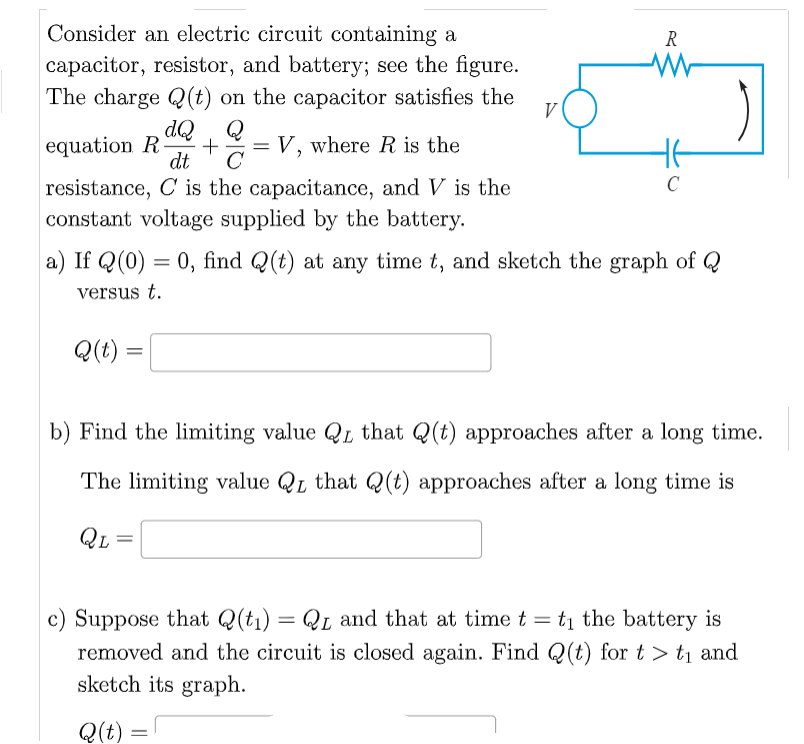 Consider an electric circuit containing a
capacitor, resistor, and battery; see the figure.
The charge Q(t) on the capacitor satisfies the
equation R dQ/dt + Q/C = V, where R is the
resistance, C is the capacitance, and V is the
constant voltage supplied by the battery.
R
V
C
a) If Q(0) = 0, find Q(t) at any time t, and sketch the graph of Q
versus t.
Q(t) =
b) Find the limiting value Q_L that Q(t) approaches after a long time.
The limiting value Q_L that Q(t) approaches after a long time is
Q_L =
c) Suppose that Q(t₁) = Q_L and that at time t = t₁ the battery is
removed and the circuit is closed again. Find Q(t) for t > t₁ and
sketch its graph.
Q(t) =